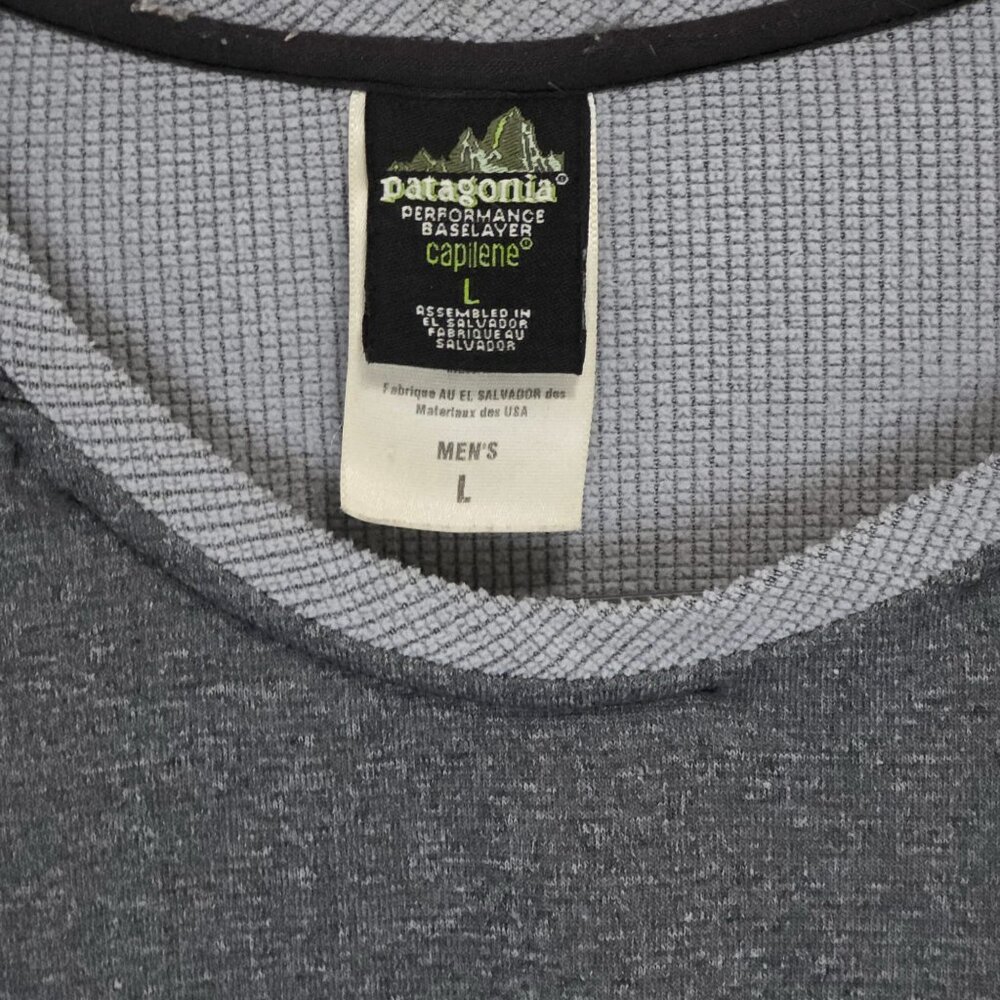 patagonia®
PERFORMANCE
BASELAYER
capilene®
L
ASSEMBLED IN
EL SALVADOR
FABRIQUE AU
SALVADOR
Fabrique AU EL SALVADOR des
Materiaux des USA
MEN'S
L